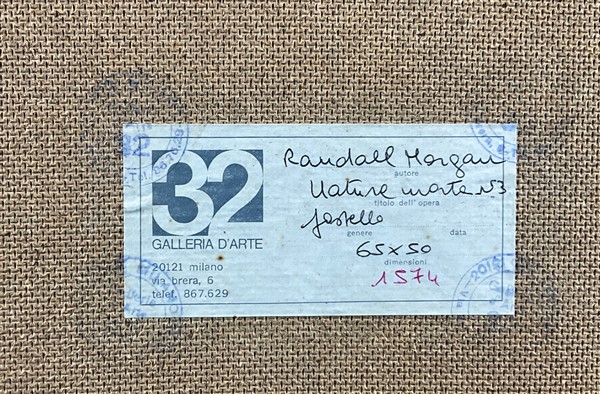 32
GALLERIA D'ARTE
20121 milano
via brera, 6
telef. 867.629
Randall Morgan
autore
Nature morte N3
titolo dell' opera
genere data
65x50
dimensioni
1574